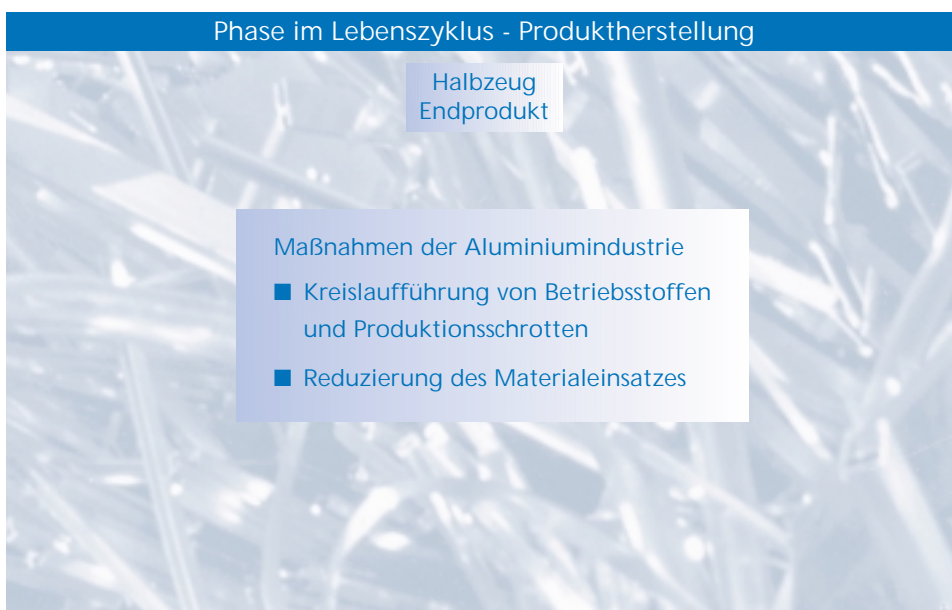 Phase im Lebenszyklus - Produktherstellung
Halbzeug
Endprodukt
Maßnahmen der Aluminiumindustrie
■ Kreislaufführung von Betriebsstoffen
und Produktionsschrotten
■ Reduzierung des Materialeinsatzes